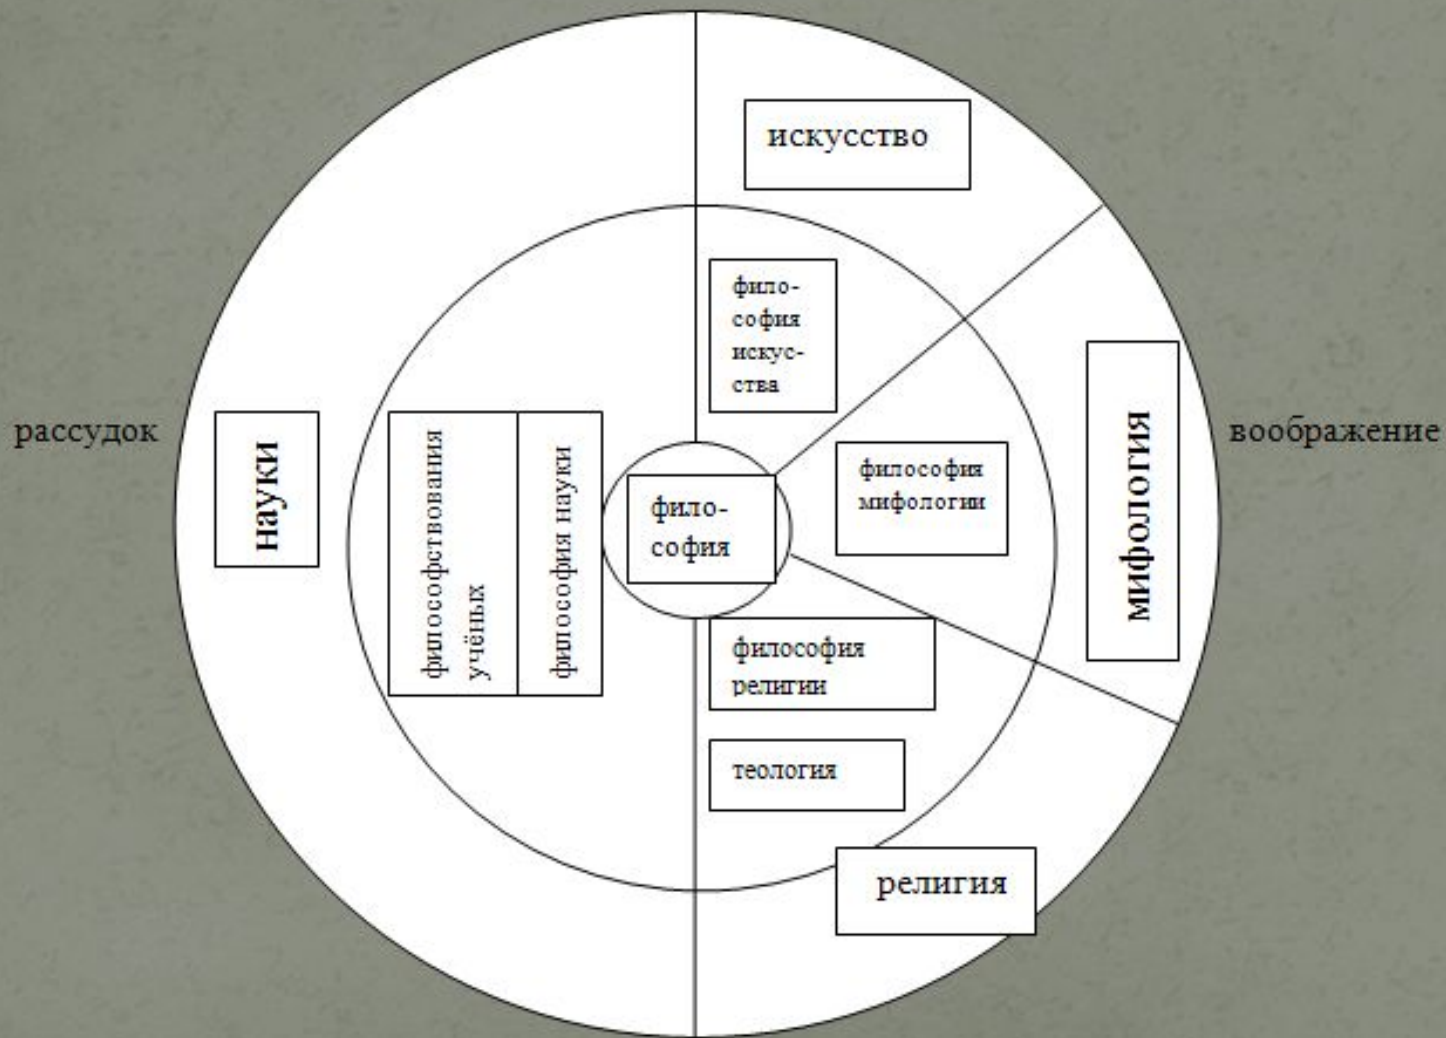 искусство
фило-
софия
искус-
ства
рассудок
науки
философствования
учёных
философия науки
фило-
софия
философия
мифологии
мифология
воображение
философия
религии
теология
религия